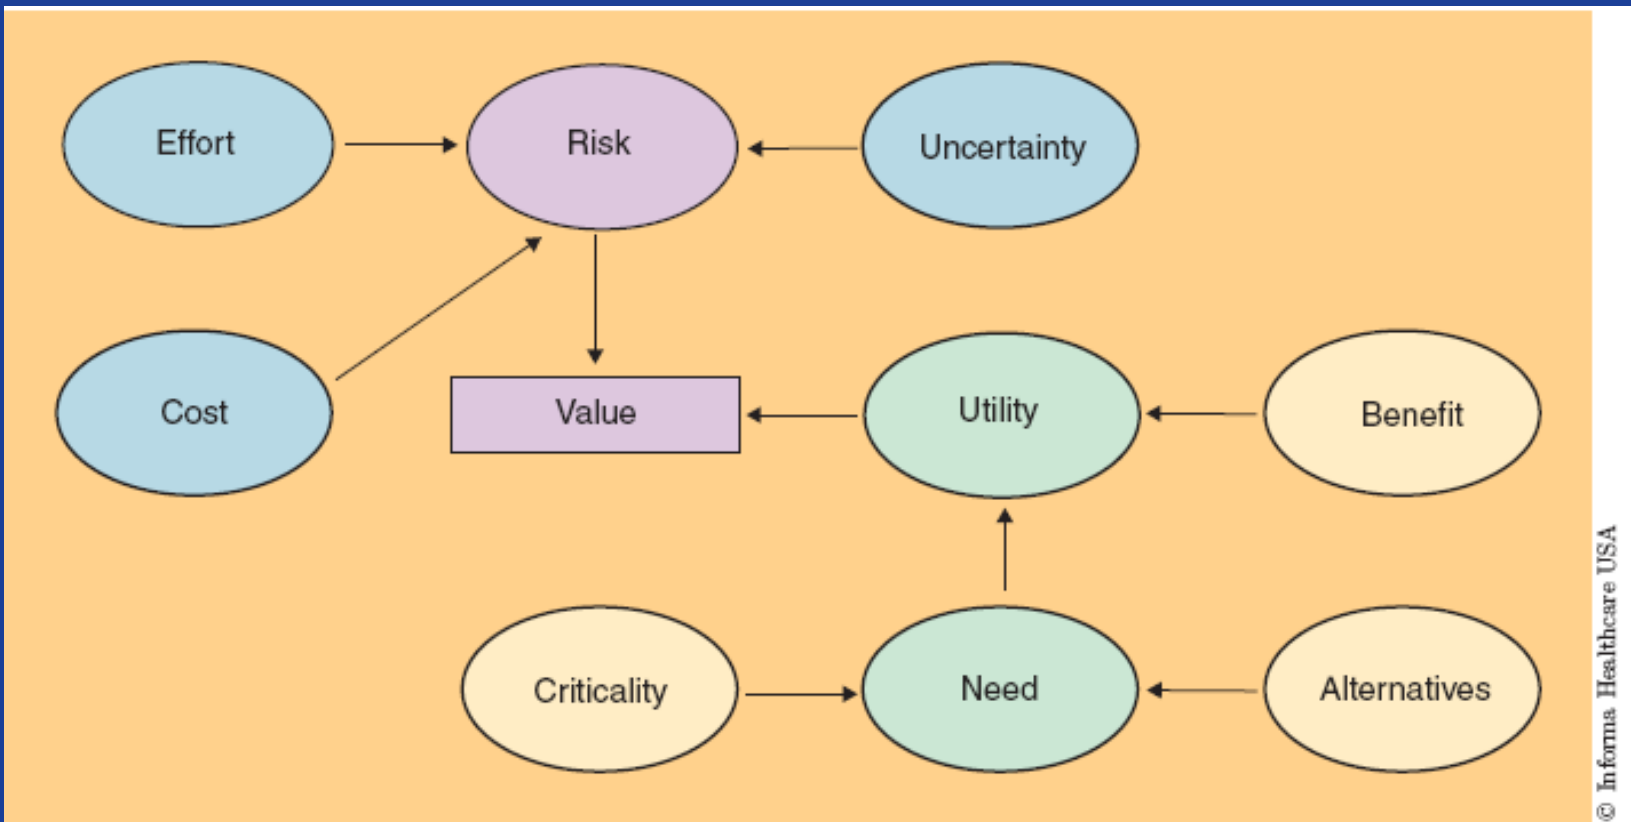 Effort
Risk
Uncertainty
Cost
Value
Utility
Benefit
Criticality
Need
Alternatives
© Informa Healthcare USA